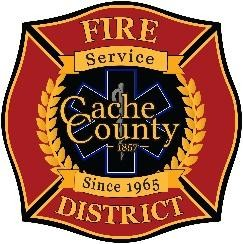 FIRE
Service
Cache
County
1857
Since 1965
DISTRICT